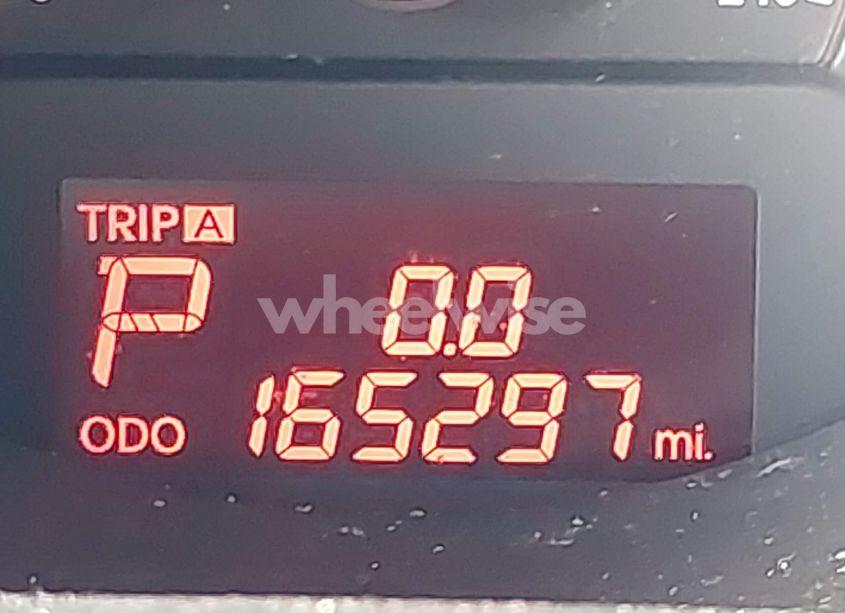 TRIP A
P 0.0
wheelwise
ODO 165297 mi.